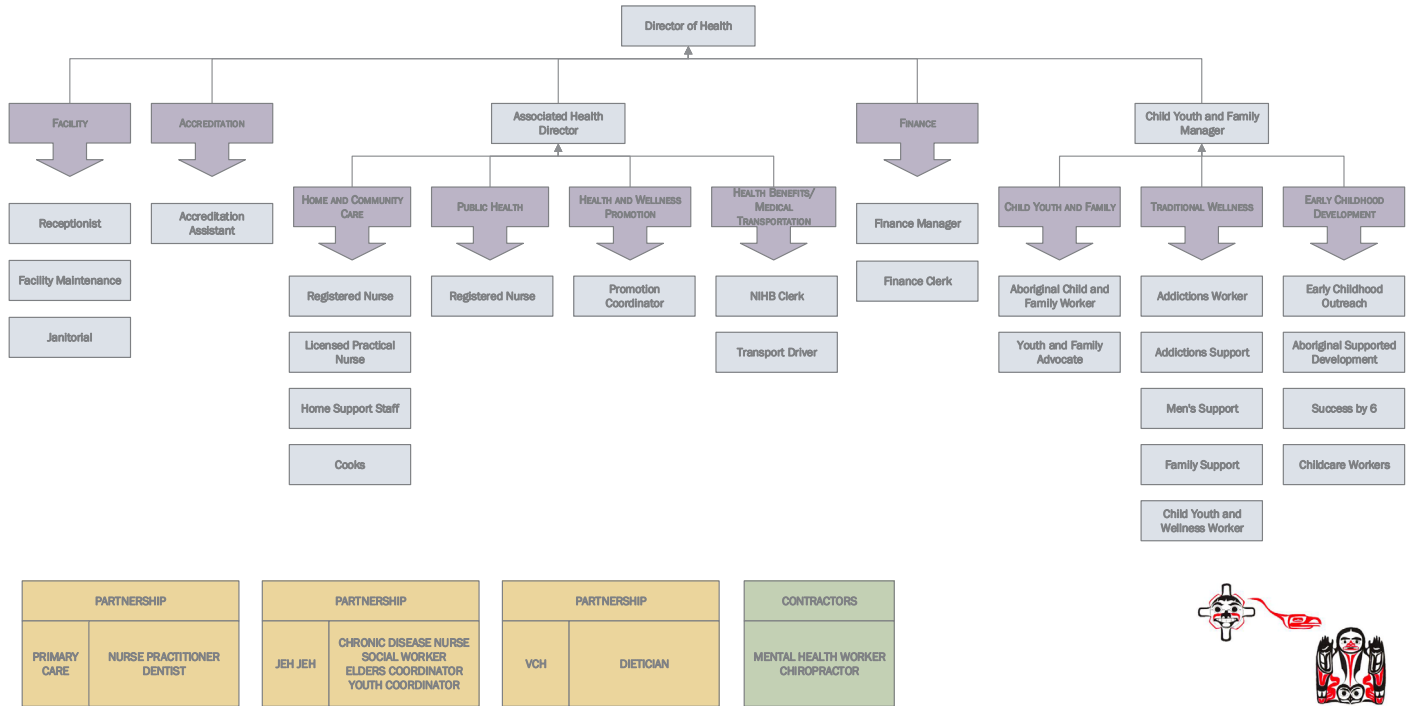 Director of Health
FACILITY
ACCREDITATION
Associated Health
Director
FINANCE
Child Youth and Family
Manager
HOME AND COMMUNITY
CARE
PUBLIC HEALTH
HEALTH AND WELLNESS
PROMOTION
HEALTH BENEFITS/
MEDICAL
TRANSPORTATION
CHILD YOUTH AND FAMILY
TRADITIONAL WELLNESS
EARLY CHILDHOOD
DEVELOPMENT
Receptionist
Facility Maintenance
Janitorial
Accreditation
Assistant
Registered Nurse
Licensed Practical
Nurse
Home Support Staff
Cooks
Registered Nurse
Promotion
Coordinator
NIHB Clerk
Transport Driver
Finance Manager
Finance Clerk
Aboriginal Child and
Family Worker
Youth and Family
Advocate
Addictions Worker
Addictions Support
Men's Support
Family Support
Child Youth and
Wellness Worker
Early Childhood
Outreach
Aboriginal Supported
Development
Success by 6
Childcare Workers
PARTNERSHIP
PRIMARY
CARE
NURSE PRACTITIONER
DENTIST
PARTNERSHIP
JEH JEH
CHRONIC DISEASE NURSE
SOCIAL WORKER
ELDERS COORDINATOR
YOUTH COORDINATOR
PARTNERSHIP
VCH
DIETICIAN
CONTRACTORS
MENTAL HEALTH WORKER
CHIROPRACTOR